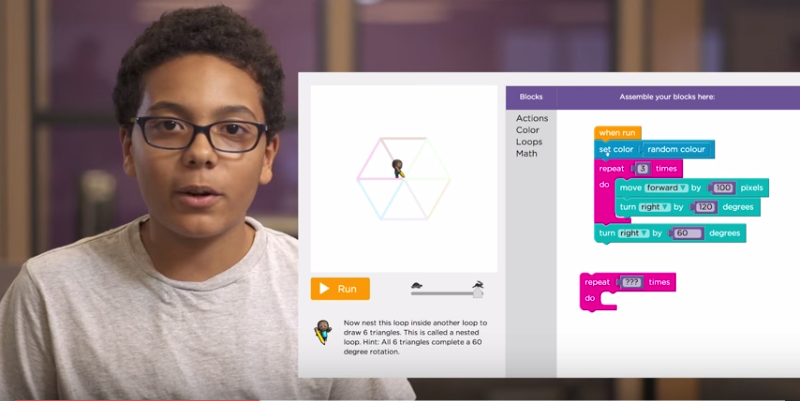 Blocks
Assemble your blocks here:
Actions
Color
Loops
Math
when run
set color random colour
repeat 3 times
do
move forward by 100 pixels
turn right by 120 degrees
turn right by 60 degrees
repeat ??? times
do
Run
Now nest this loop inside another loop to
draw 6 triangles. This is called a nested
loop. Hint: All 6 triangles complete a 60
degree rotation.